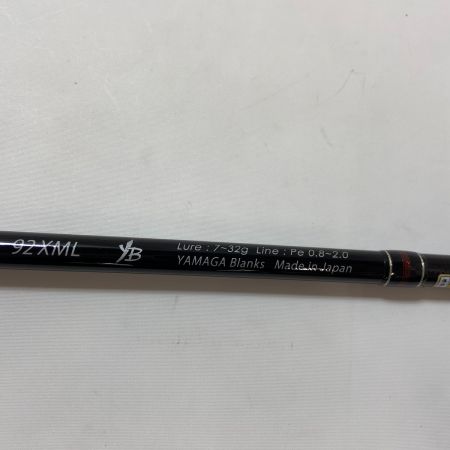 92XML YB Lure : 7~32g Line : Pe 0.8~2.0
YAMAGA Blanks Made in Japan